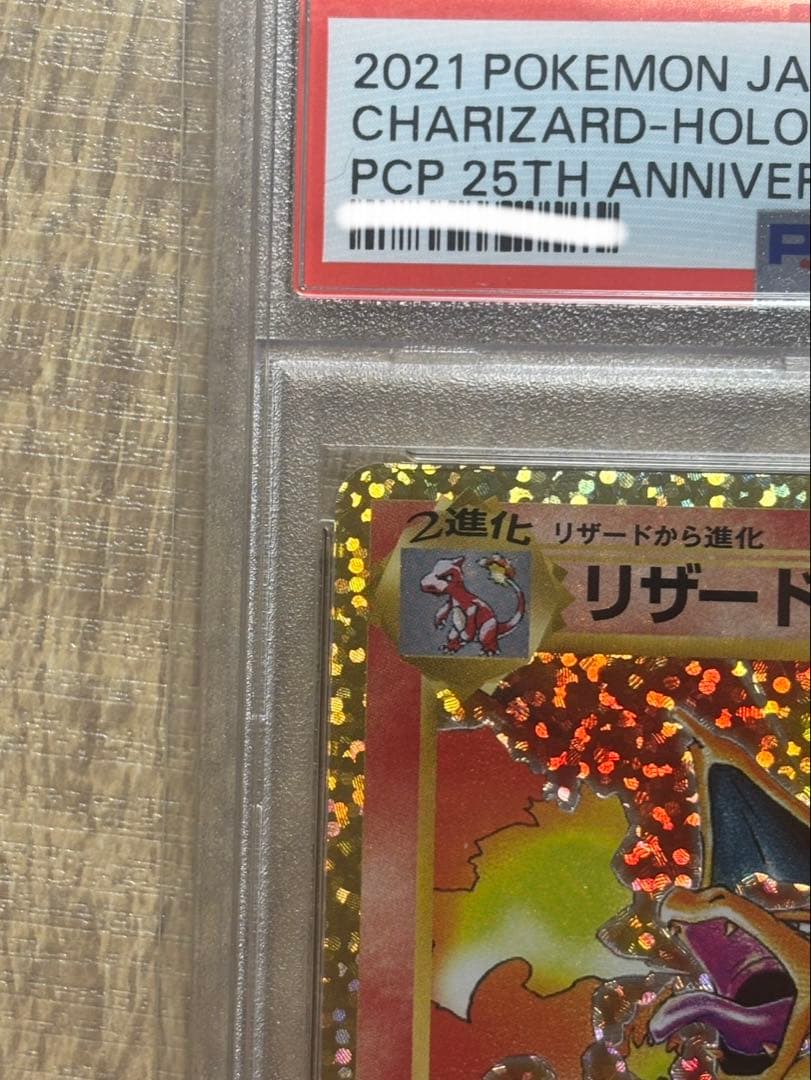 2021 POKEMON JA
CHARIZARD-HOLO
PCP 25TH ANNIVER
2進化 リザードから進化
リザード